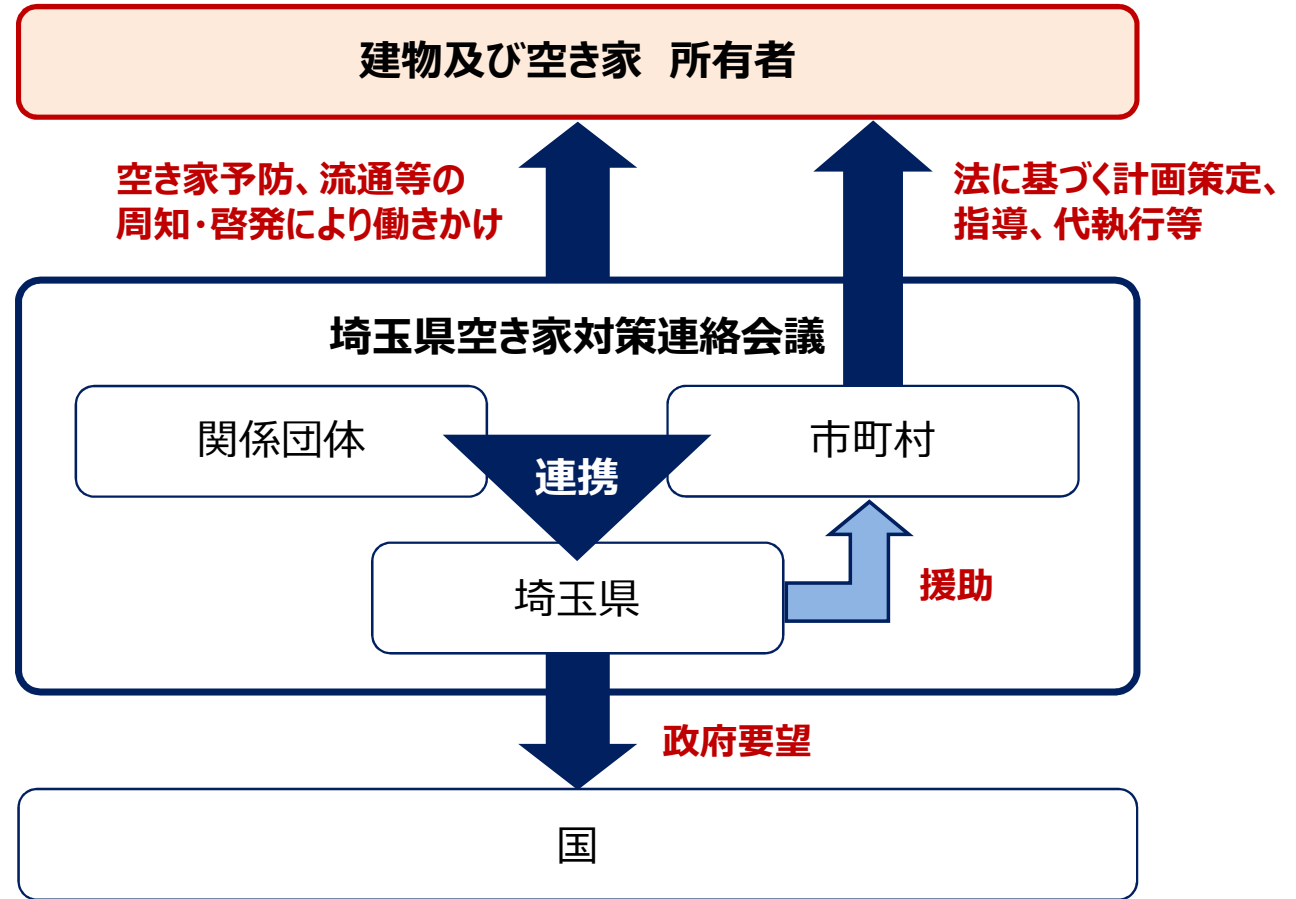 建物及び空き家 所有者
空き家予防、流通等の
周知・啓発により働きかけ
法に基づく計画策定、
指導、代執行等
埼玉県空き家対策連絡会議
関係団体
市町村
連携
埼玉県
援助
政府要望
国